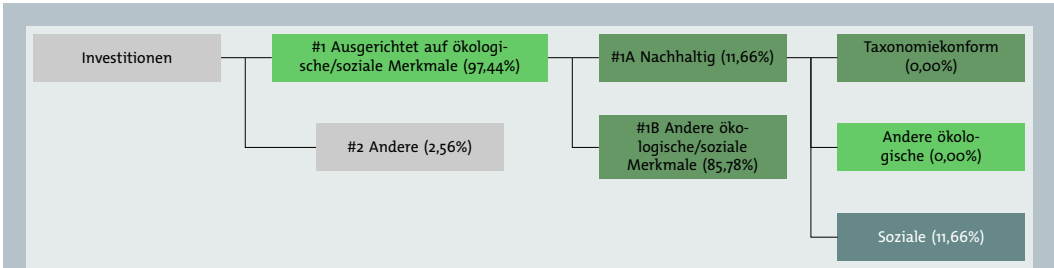 Investitionen
#1 Ausgerichtet auf ökologi-
sche/soziale Merkmale (97,44%)
#1A Nachhaltig (11,66%)
Taxonomiekonform
(0,00%)
#2 Andere (2,56%)
#1B Andere öko-
logische/soziale
Merkmale (85,78%)
Andere ökolo-
gische (0,00%)
Soziale (11,66%)